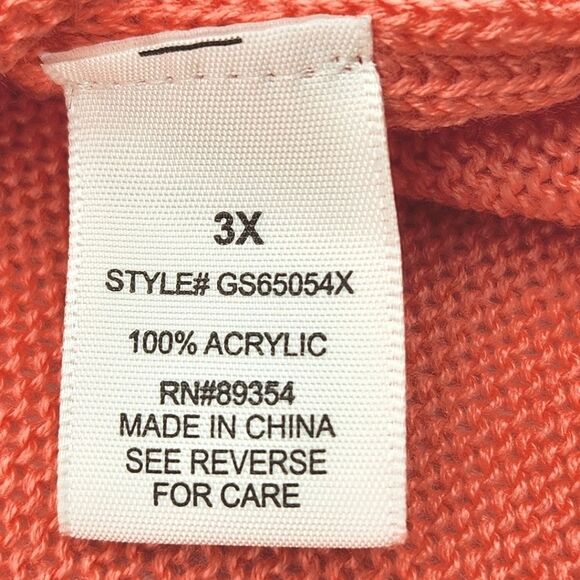 3X
STYLE# GS65054X
100% ACRYLIC
RN#89354
MADE IN CHINA
SEE REVERSE
FOR CARE